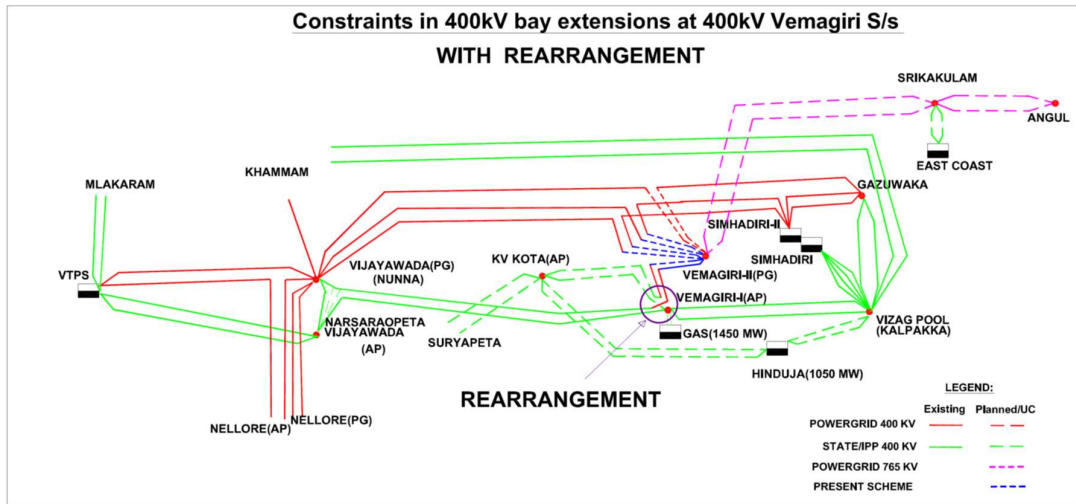 Constraints in 400kV bay extensions at 400kV Vemagiri S/s
WITH REARRANGEMENT
SRIKAKULAM
ANGUL
EAST COAST
KHAMMAM
MLAKARAM
GAZUWAKA
SIMHADIRI-II
SIMHADIRI
KV KOTA(AP)
VIJAYAWADA(PG)
(NUNNA)
VTPS
VEMAGIRI-II(PG)
VEMAGIRI-I(AP)
NARSARAOPETA
VIJAYAWADA
(AP)
SURYAPETA
GAS(1450 MW)
VIZAG POOL
(KALPAKKA)
HINDUJA(1050 MW)
REARRANGEMENT
NELLORE(PG)
NELLORE(AP)
LEGEND:
Existing Planned/UC
POWERGRID 400 KV
STATE/IPP 400 KV
POWERGRID 765 KV
PRESENT SCHEME